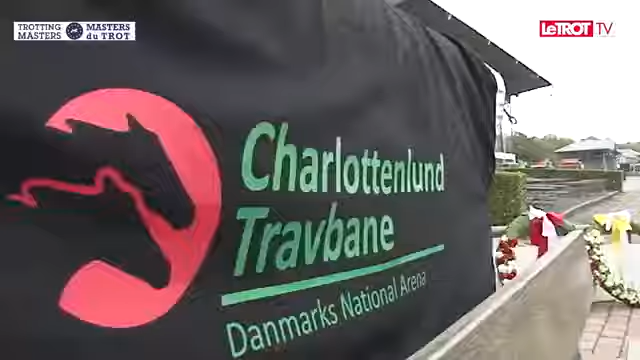 TROTTING MASTERS
MASTERS du TROT
LeTROT TV
Charlottenlund
Travbane
Danmarks National Arena